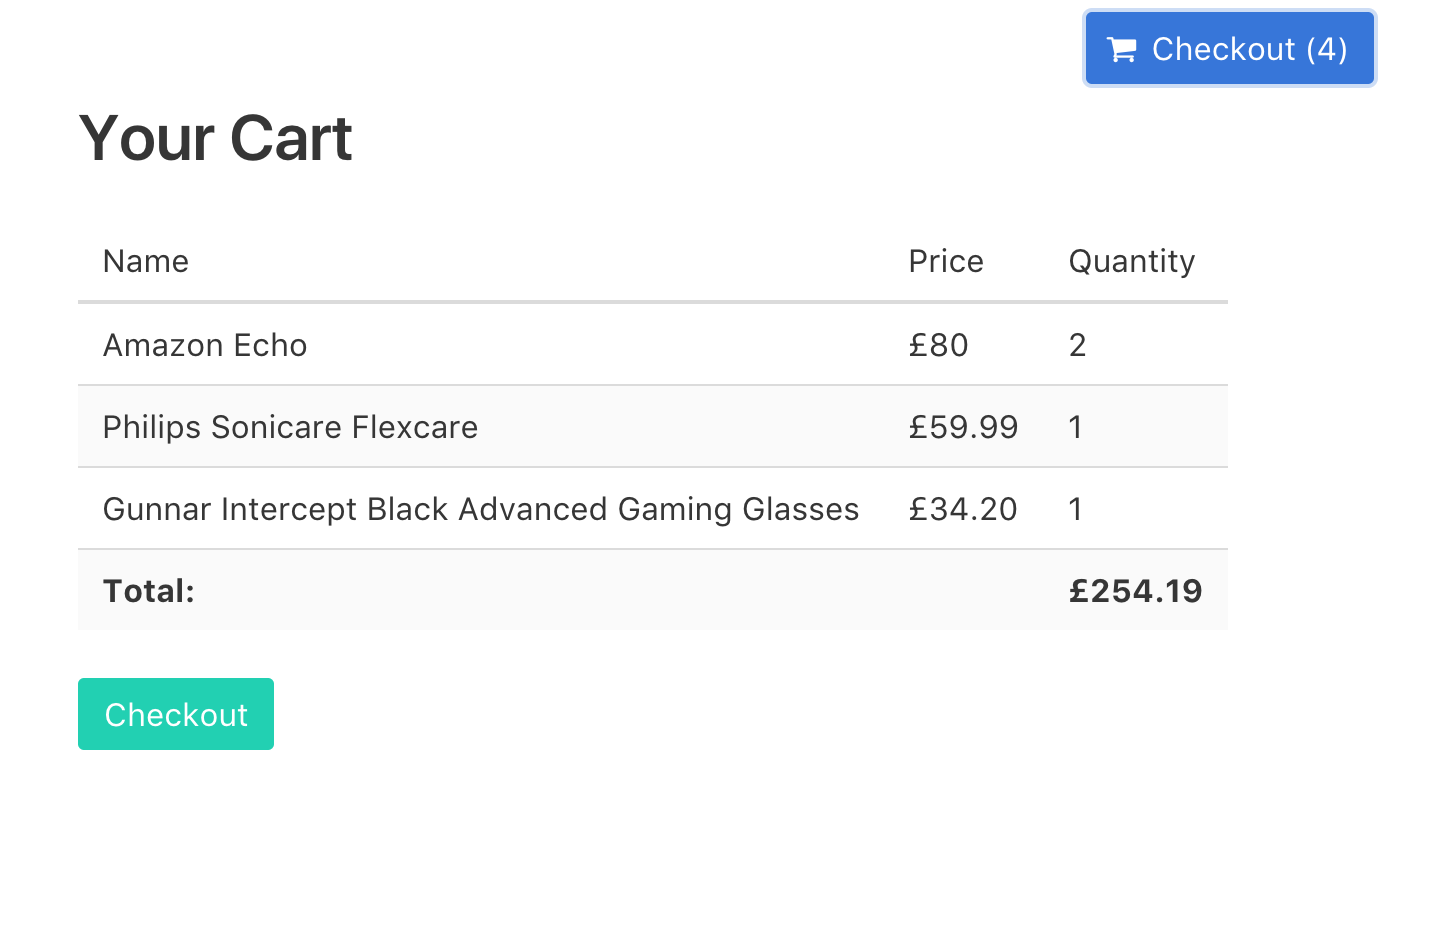 Checkout (4)
Your Cart
Name Price Quantity
Amazon Echo £80 2
Philips Sonicare Flexcare £59.99 1
Gunnar Intercept Black Advanced Gaming Glasses £34.20 1
Total: £254.19
Checkout